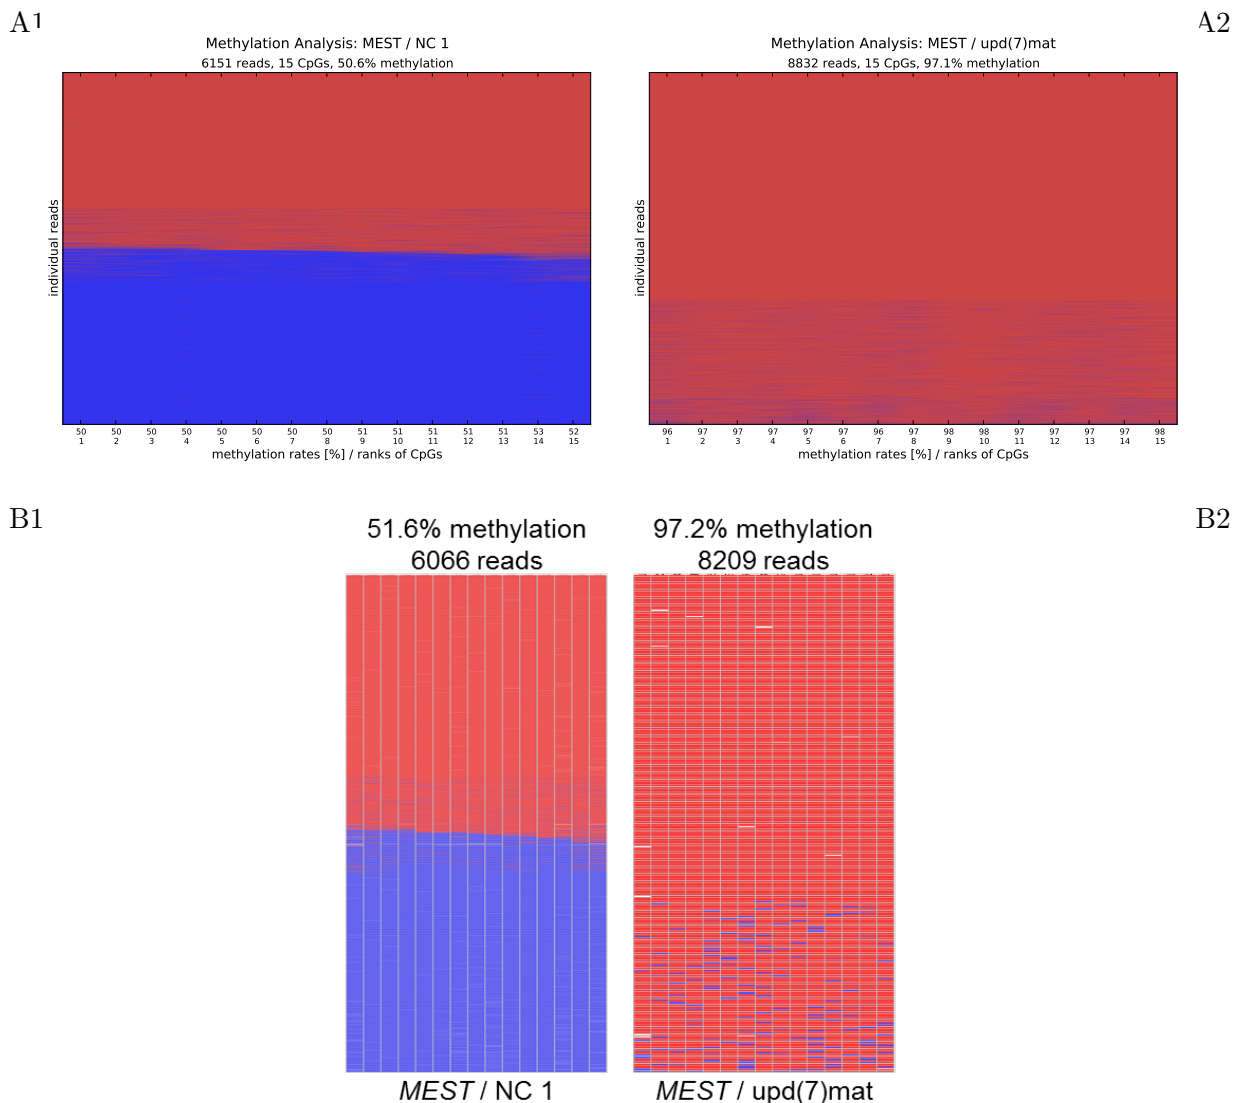 A1
A2
Methylation Analysis: MEST / NC 1
6151 reads, 15 CpGs, 50.6% methylation
individual reads
50 50 50 50 50 50 50 50 51 51 51 51 51 53 52
1 2 3 4 5 6 7 8 9 10 11 12 13 14 15
methylation rates [%] / ranks of CpGs
Methylation Analysis: MEST / upd(7)mat
8832 reads, 15 CpGs, 97.1% methylation
individual reads
96 97 97 97 97 97 96 97 98 98 97 97 97 97 98
1 2 3 4 5 6 7 8 9 10 11 12 13 14 15
methylation rates [%] / ranks of CpGs
B1
B2
51.6% methylation
6066 reads
MEST / NC 1
97.2% methylation
8209 reads
MEST / upd(7)mat